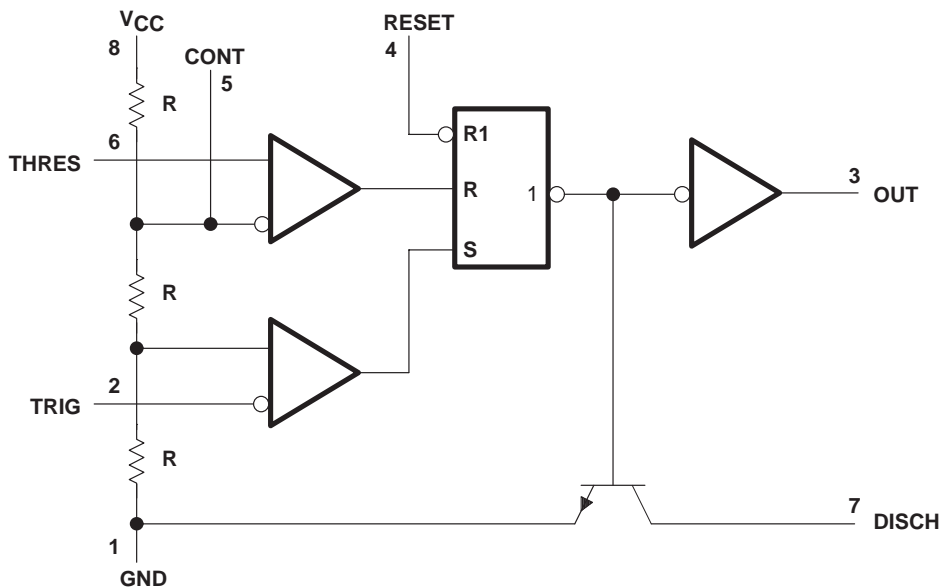 VCC
8
CONT
5
RESET
4
R
6
THRES
R1
R
1
3
OUT
S
R
2
TRIG
R
7
DISCH
1
GND